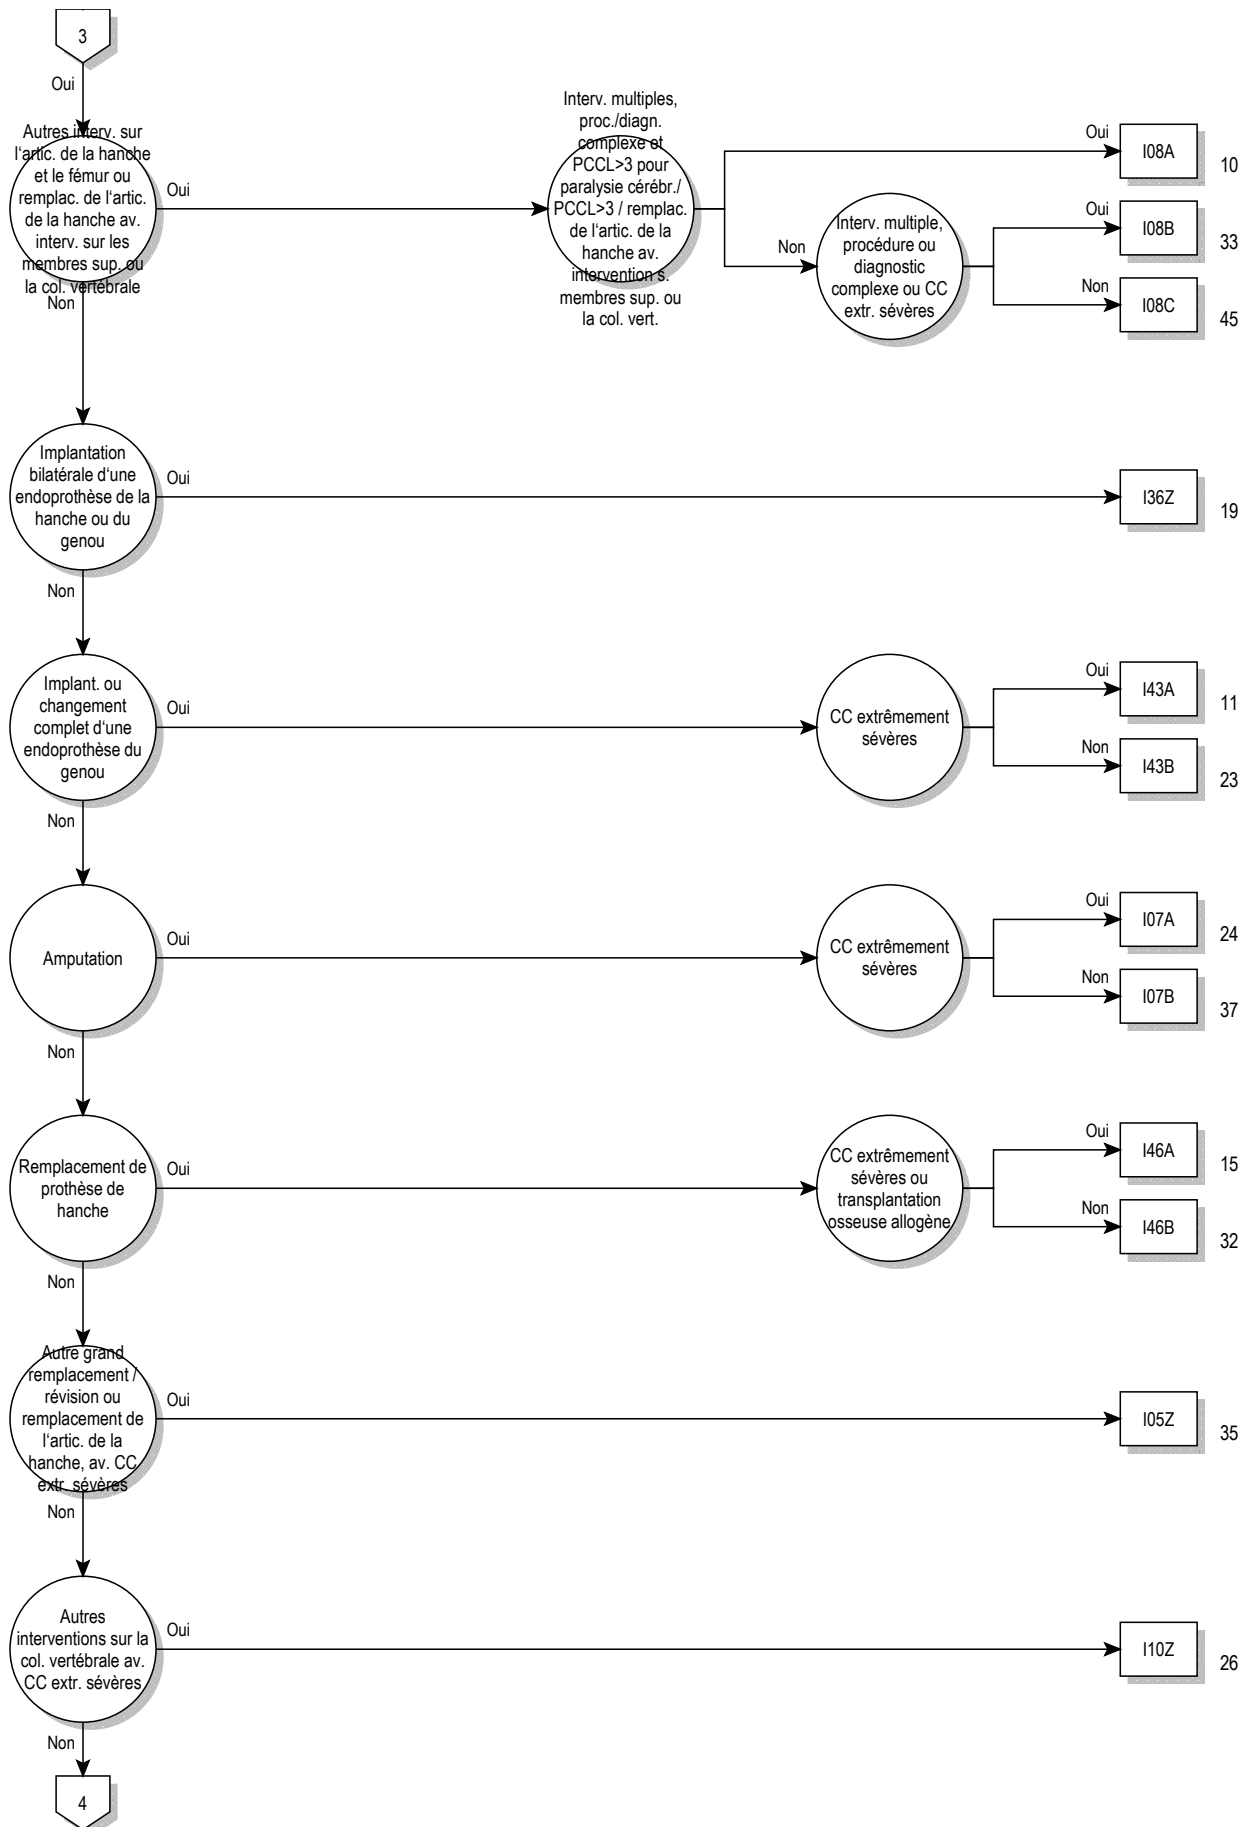 3
Oui
Autres interv. sur
l'artic. de la hanche
et le fémur ou
remplac. de l'artic.
de la hanche av.
interv. sur les
membres sup. ou
la col. vertébrale
Oui
Non
Interv. multiples,
proc./diagn.
complexe et
PCCL>3 pour
paralysie cérébr./
PCCL>3 / remplac.
de l'artic. de la
hanche av.
intervention s.
membres sup. ou
la col. vert.
Non
Interv. multiple,
procédure ou
diagnostic
complexe ou CC
extr. sévères
Oui
I08A
10
Oui
I08B
33
Non
I08C
45
Implantation
bilatérale d'une
endoprothèse de la
hanche ou du
genou
Oui
I36Z
19
Non
Implant. ou
changement
complet d'une
endoprothèse du
genou
Oui
CC extrêmement
sévères
Oui
I43A
11
Non
I43B
23
Non
Amputation
Oui
CC extrêmement
sévères
Oui
I07A
24
Non
I07B
37
Non
Remplacement de
prothèse de
hanche
Oui
CC extrêmement
sévères ou
transplantation
osseuse allogène
Oui
I46A
15
Non
I46B
32
Non
Autre grand
remplacement /
révision ou
remplacement de
l'artic. de la
hanche, av. CC
extr. sévères
Oui
I05Z
35
Non
Autres
interventions sur la
col. vertébrale av.
CC extr. sévères
Oui
I10Z
26
Non
4